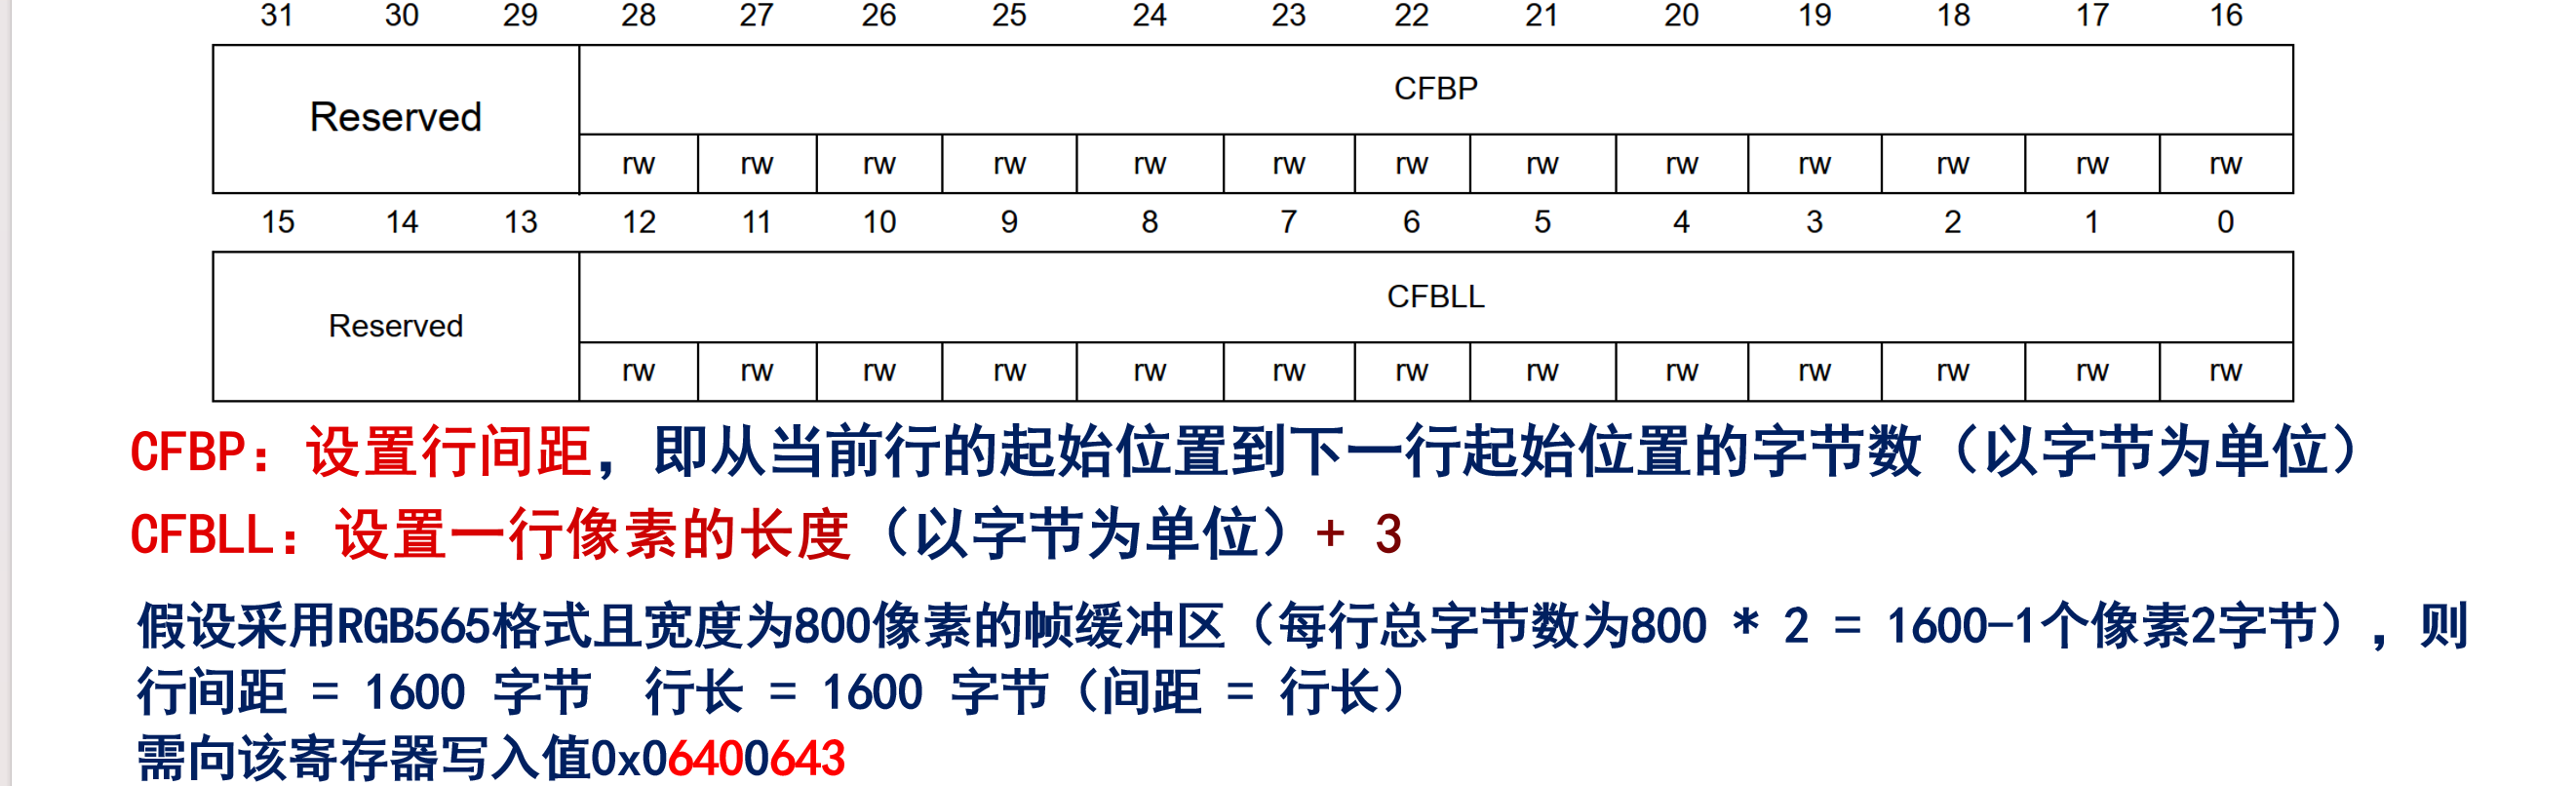 31 30 29 28 27 26 25 24 23 22 21 20 19 18 17 16
Reserved CFBP
rw rw rw rw rw rw rw rw rw rw rw rw rw
15 14 13 12 11 10 9 8 7 6 5 4 3 2 1 0
Reserved CFBLL
rw rw rw rw rw rw rw rw rw rw rw rw rw
CFBP：设置行间距，即从当前行的起始位置到下一行起始位置的字节数（以字节为单位）
CFBLL：设置一行像素的长度（以字节为单位）+ 3
假设采用RGB565格式且宽度为800像素的帧缓冲区（每行总字节数为800 * 2 = 1600-1个像素2字节），则
行间距 = 1600 字节 行长 = 1600 字节（间距 = 行长）
需向该寄存器写入值0x06400643